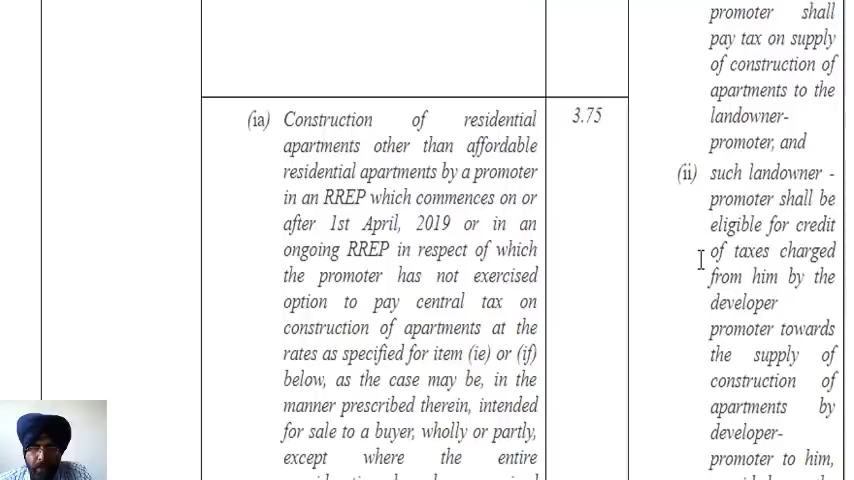 (ia) Construction of residential
apartments other than affordable
residential apartments by a promoter
in an RREP which commences on or
after 1st April, 2019 or in an
ongoing RREP in respect of which
the promoter has not exercised
option to pay central tax on
construction of apartments at the
rates as specified for item (ie) or (if)
below, as the case may be, in the
manner prescribed therein, intended
for sale to a buyer, wholly or partly,
except where the entire
3.75
promoter shall
pay tax on supply
of construction of
apartments to the
landowner-
promoter, and
(ii) such landowner -
promoter shall be
eligible for credit
of taxes charged
from him by the
developer
promoter towards
the supply of
construction of
apartments by
developer-
promoter to him,